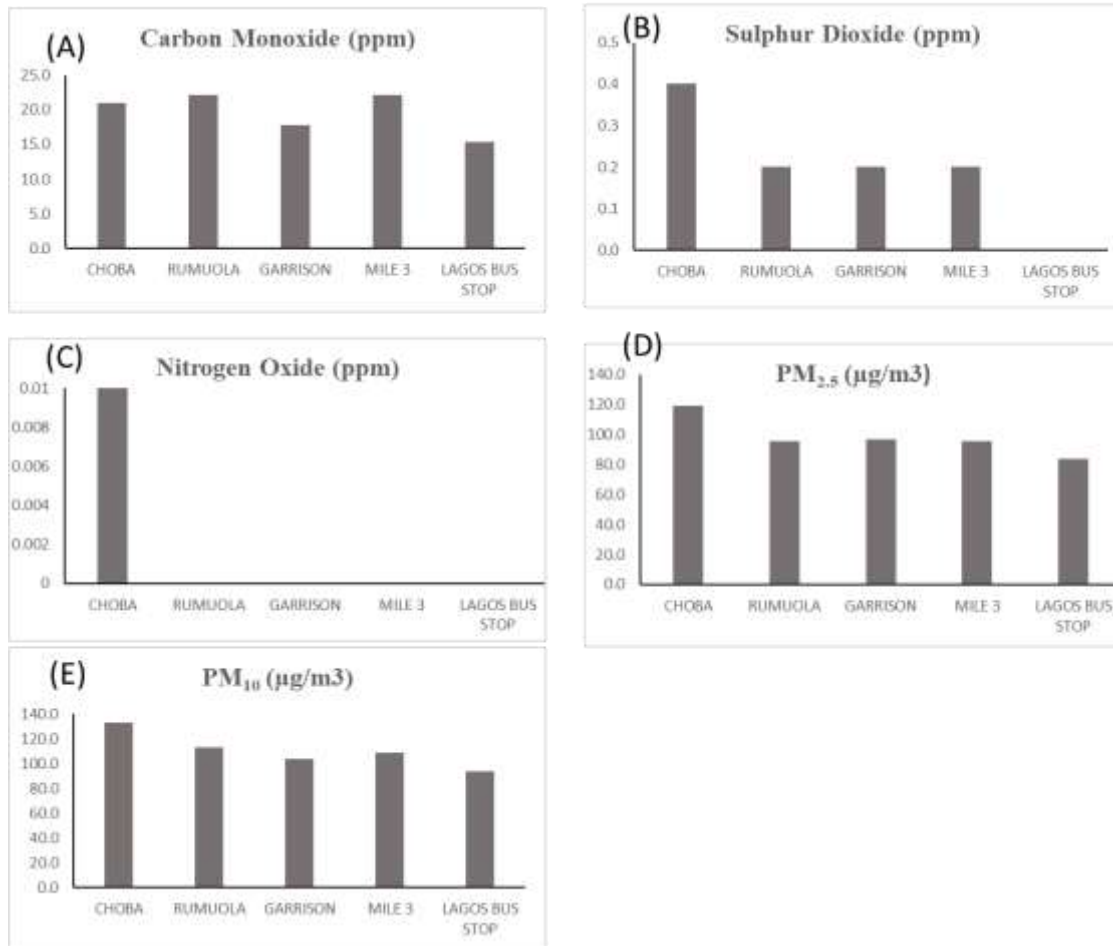 (A)
Carbon Monoxide (ppm)
25.0
20.0
15.0
10.0
5.0
0.0
CHOBA RUMUOLA GARRISON MILE 3 LAGOS BUS
STOP
(B)
Sulphur Dioxide (ppm)
0.5
0.4
0.3
0.2
0.1
0.0
CHOBA RUMUOLA GARRISON MILE 3 LAGOS BUS
STOP
(C)
Nitrogen Oxide (ppm)
0.01
0.008
0.006
0.004
0.002
0
CHOBA RUMUOLA GARRISON MILE 3 LAGOS BUS
STOP
(D)
PM2.5 (µg/m3)
140.0
120.0
100.0
80.0
60.0
40.0
20.0
0.0
CHOBA RUMUOLA GARRISON MILE 3 LAGOS BUS
STOP
(E)
PM10 (µg/m3)
140.0
120.0
100.0
80.0
60.0
40.0
20.0
0.0
CHOBA RUMUOLA GARRISON MILE 3 LAGOS BUS
STOP